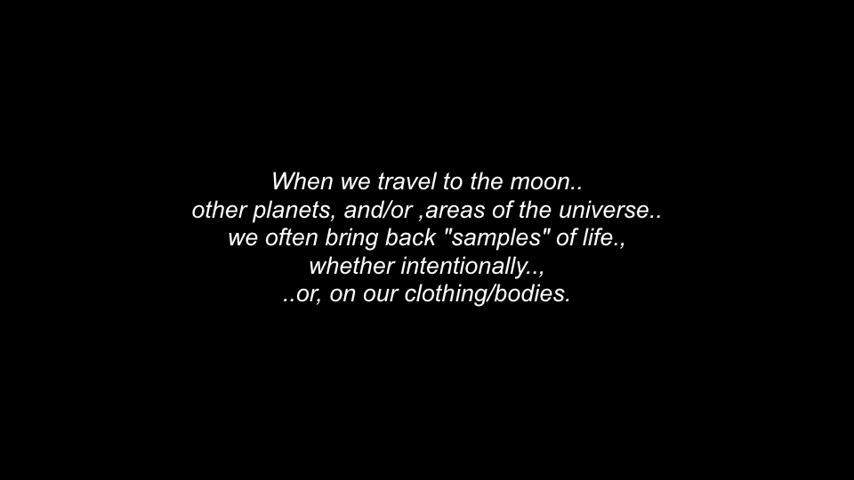 When we travel to the moon..
other planets, and/or ,areas of the universe..
we often bring back "samples" of life.,
whether intentionally..,
..or, on our clothing/bodies.